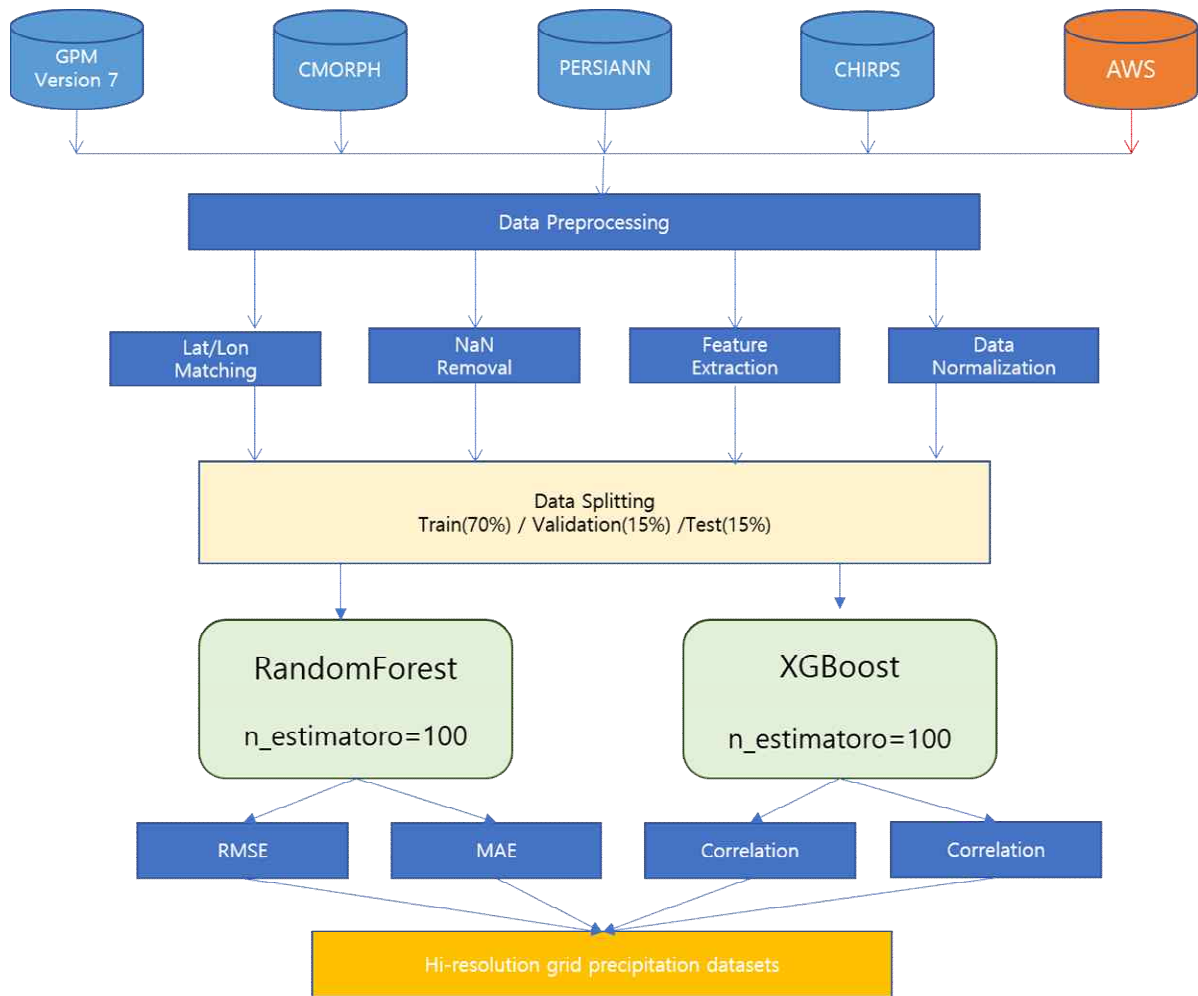 GPM
Version 7
CMORPH
PERSIANN
CHIRPS
AWS
Data Preprocessing
Lat/Lon
Matching
NaN
Removal
Feature
Extraction
Data
Normalization
Data Splitting
Train(70%) / Validation(15%) /Test(15%)
RandomForest
n_estimatoro=100
XGBoost
n_estimatoro=100
RMSE
MAE
Correlation
Correlation
Hi-resolution grid precipitation datasets